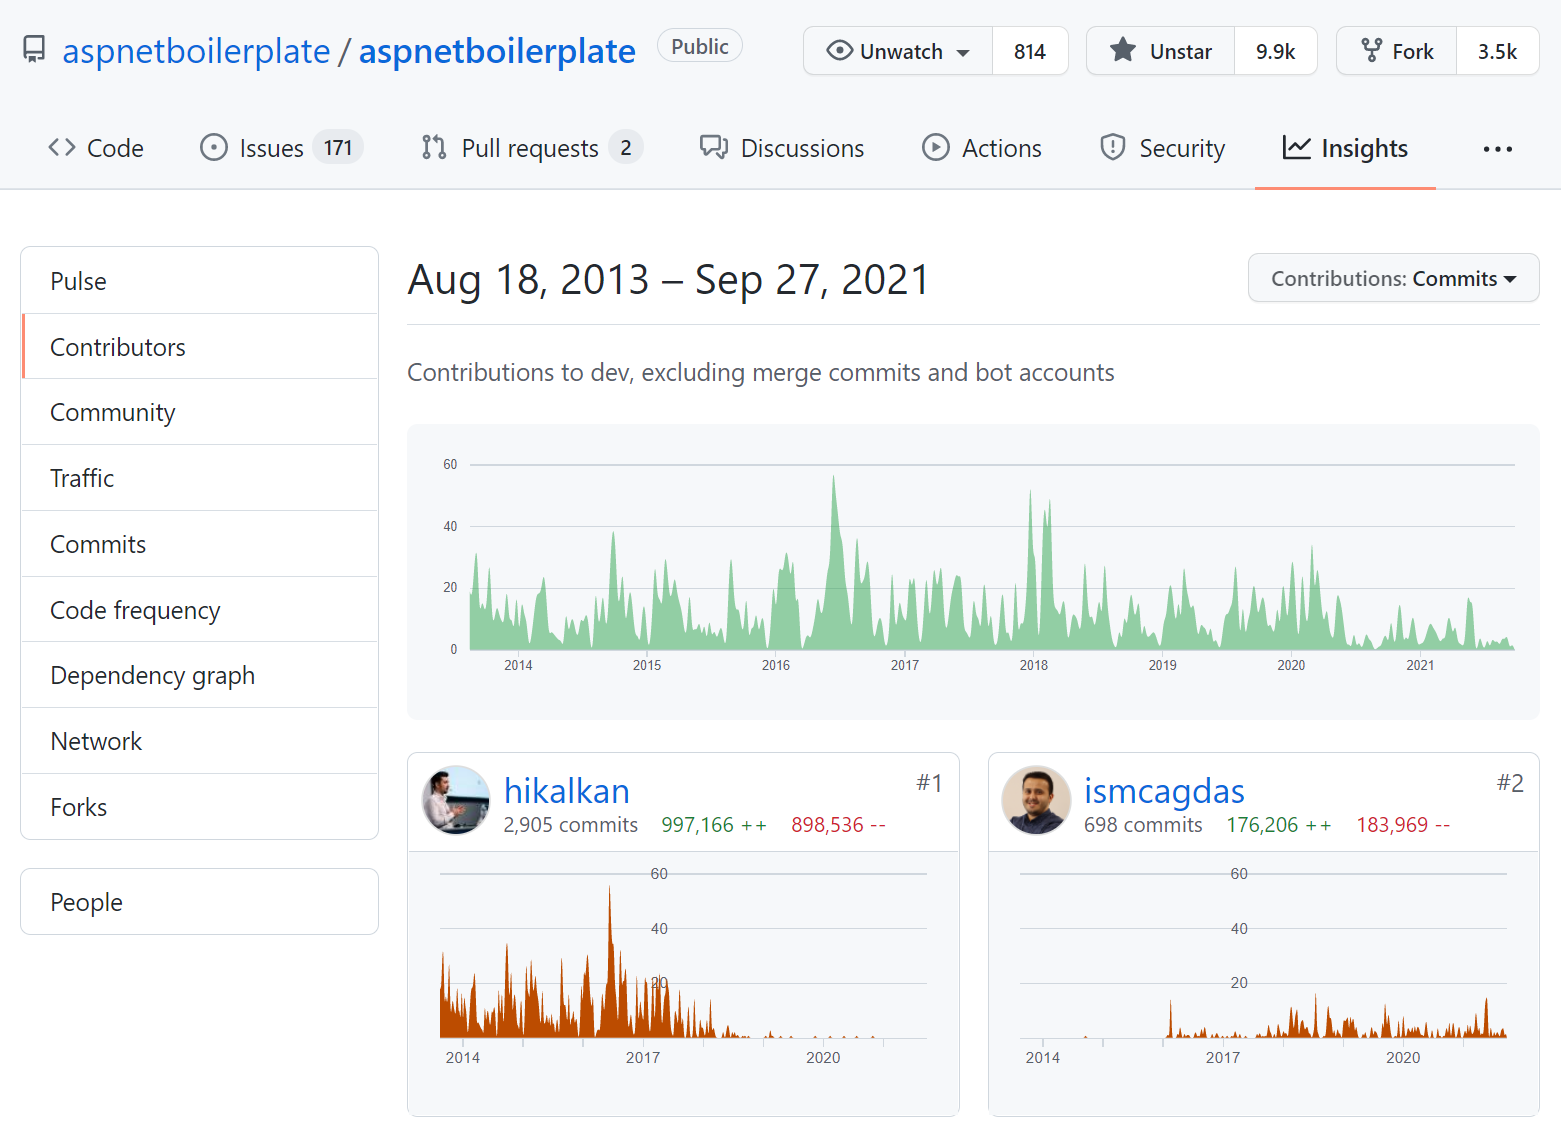 aspnetboilerplate / aspnetboilerplate Public Unwatch 814 Unstar 9.9k Fork 3.5k
Code Issues 171 Pull requests 2 Discussions Actions Security Insights ...
Pulse
Contributors
Community
Traffic
Commits
Code frequency
Dependency graph
Network
Forks
People
Aug 18, 2013 – Sep 27, 2021 Contributions: Commits
Contributions to dev, excluding merge commits and bot accounts
60
40
20
0
2014 2015 2016 2017 2018 2019 2020 2021
hikalkan #1
2,905 commits 997,166 ++ 898,536 --
60
40
20
2014 2017 2020
ismcagdas #2
698 commits 176,206 ++ 183,969 --
60
40
20
2014 2017 2020